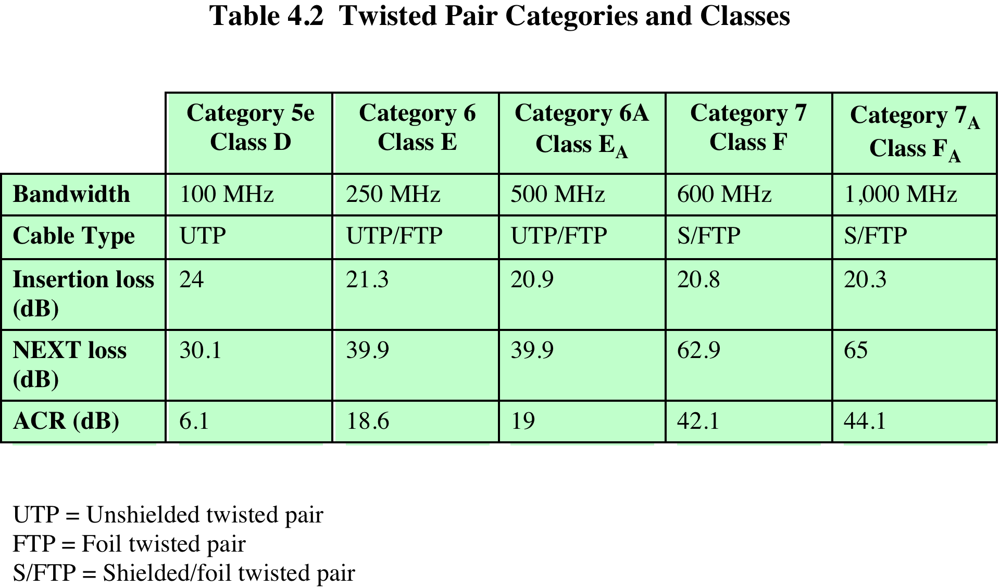 Table 4.2 Twisted Pair Categories and Classes
Category 5e Class D Category 6 Class E Category 6A Class EA Category 7 Class F Category 7A Class FA
Bandwidth 100 MHz 250 MHz 500 MHz 600 MHz 1,000 MHz
Cable Type UTP UTP/FTP UTP/FTP S/FTP S/FTP
Insertion loss (dB) 24 21.3 20.9 20.8 20.3
NEXT loss (dB) 30.1 39.9 39.9 62.9 65
ACR (dB) 6.1 18.6 19 42.1 44.1
UTP = Unshielded twisted pair
FTP = Foil twisted pair
S/FTP = Shielded/foil twisted pair